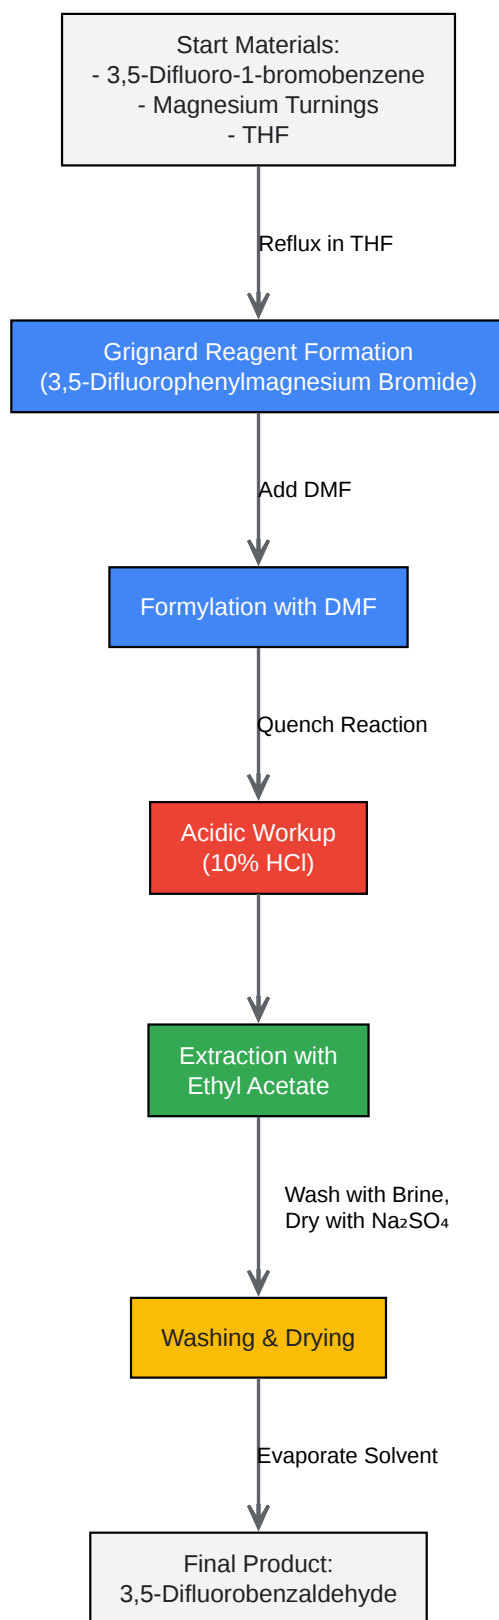 Start Materials:
- 3,5-Difluoro-1-bromobenzene
- Magnesium Turnings
- THF
Reflux in THF
Grignard Reagent Formation
(3,5-Difluorophenylmagnesium Bromide)
Add DMF
Formylation with DMF
Quench Reaction
Acidic Workup
(10% HCl)
Extraction with
Ethyl Acetate
Wash with Brine,
Dry with Na₂SO₄
Washing & Drying
Evaporate Solvent
Final Product:
3,5-Difluorobenzaldehyde